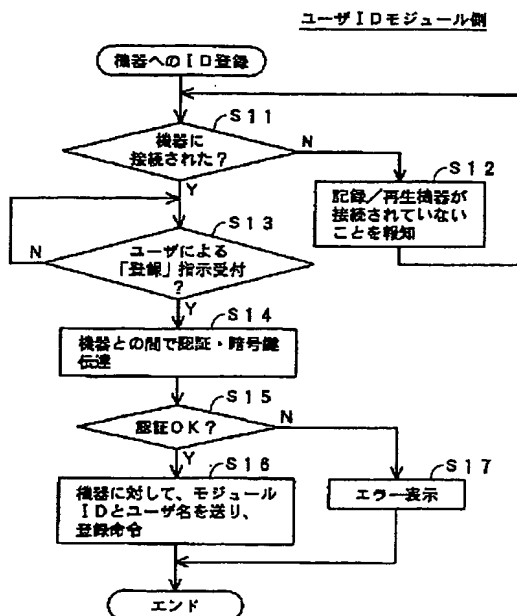 ユーザIDモジュール側
機器へのID登録
S11
機器に
接続された?
N
Y
S12
記録/再生機器が
接続されていない
ことを報知
S13
ユーザによる
「登録」指示受付
?
N
Y
S14
機器との間で認証・暗号鍵
伝達
S15
認証OK?
N
Y
S16
機器に対して、モジュール
IDとユーザ名を送り、
登録命令
S17
エラー表示
エンド